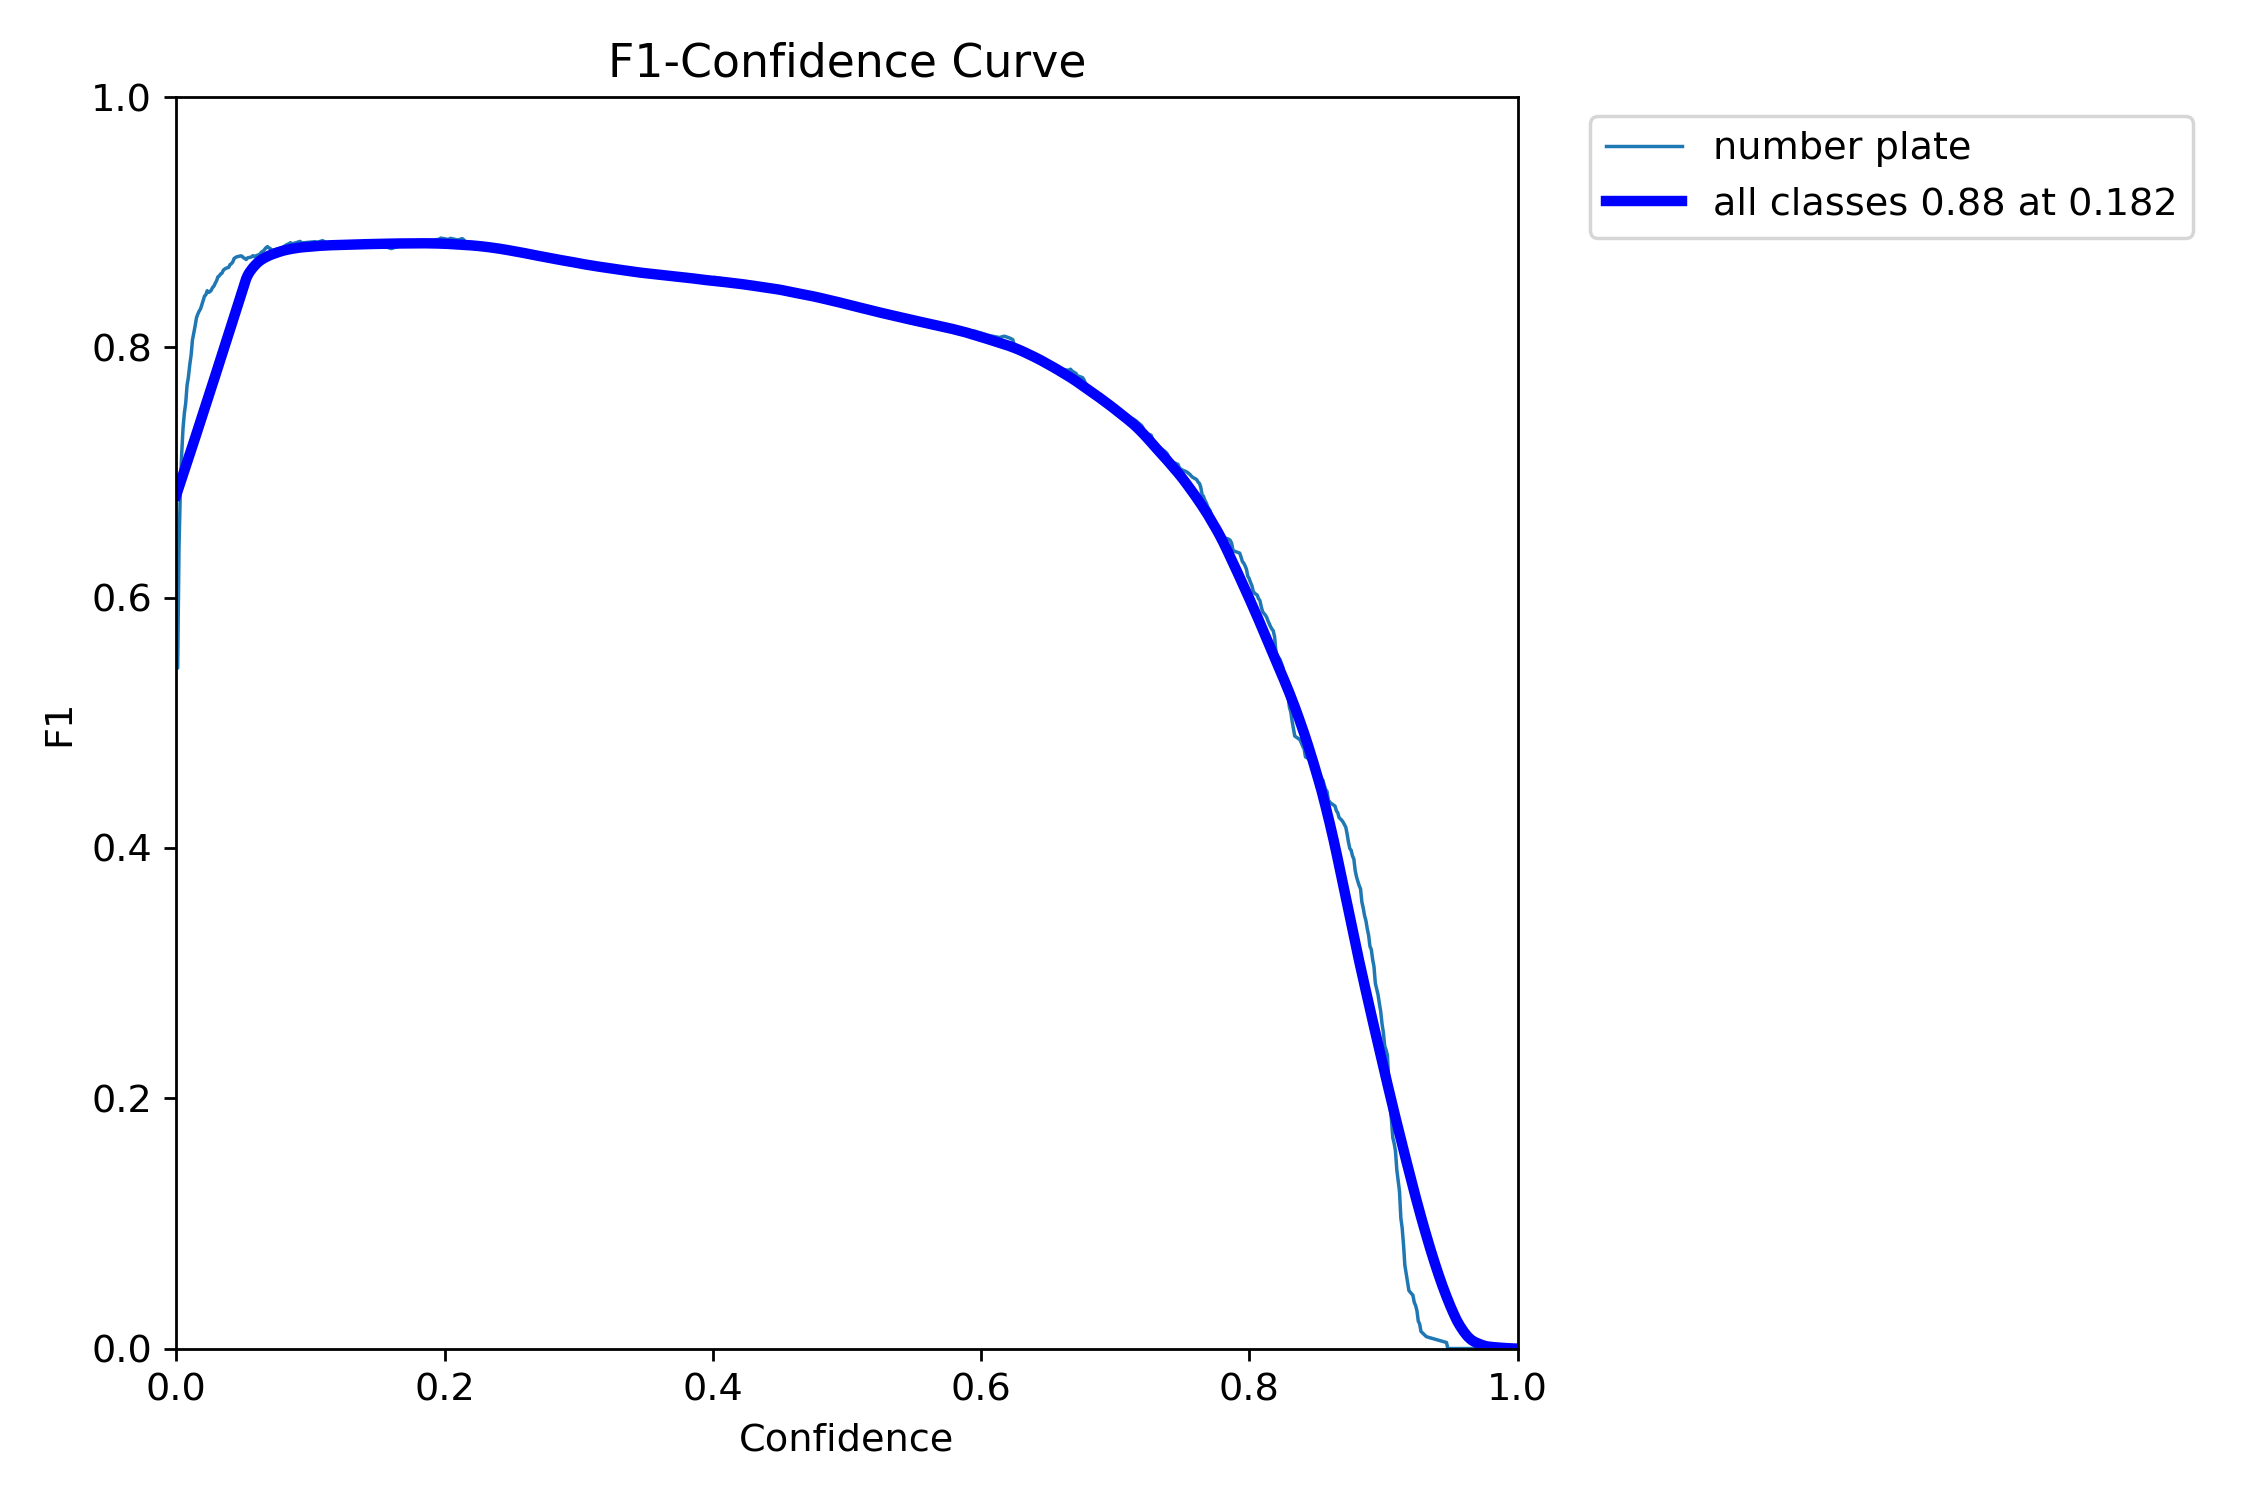 F1-Confidence Curve
1.0
0.8
0.6
0.4
0.2
0.0
F1
0.0 0.2 0.4 0.6 0.8 1.0
Confidence
number plate
all classes 0.88 at 0.182